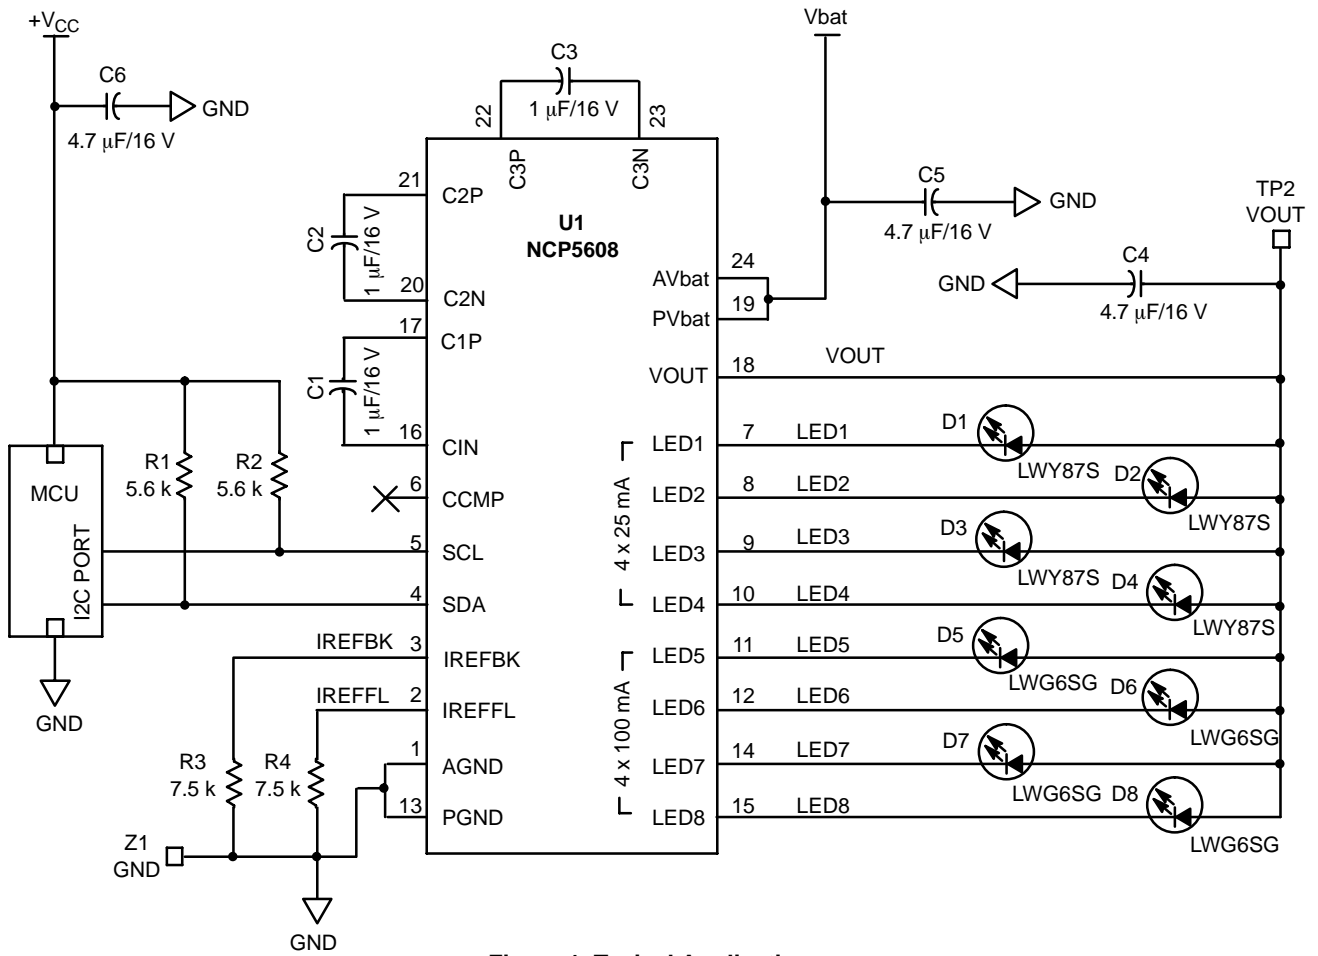 +VCC
C6
GND
4.7 µF/16 V
C3
1 µF/16 V
22
23
C3P
C3N
Vbat
C5
GND
4.7 µF/16 V
TP2
VOUT
C4
GND
4.7 µF/16 V
U1
NCP5608
21
C2P
C2
1 µF/16 V
20
C2N
17
C1P
C1
1 µF/16 V
16
CIN
6
CCMP
5
SCL
4
SDA
IREFBK
3
IREFBK
IREFFL
2
IREFFL
1
AGND
13
PGND
R1
5.6 k
R2
5.6 k
MCU
I2C PORT
GND
R3
7.5 k
R4
7.5 k
Z1
GND
GND
AVbat
24
PVbat
19
VOUT
18
VOUT
4 x 25 mA
LED1
7
LED1
D1
LWY87S
LED2
8
LED2
D2
LWY87S
LED3
9
LED3
D3
LWY87S
LED4
10
LED4
D4
LWY87S
4 x 100 mA
LED5
11
LED5
D5
LWG6SG
LED6
12
LED6
D6
LWG6SG
LED7
14
LED7
D7
LWG6SG
LED8
15
LED8
D8
LWG6SG